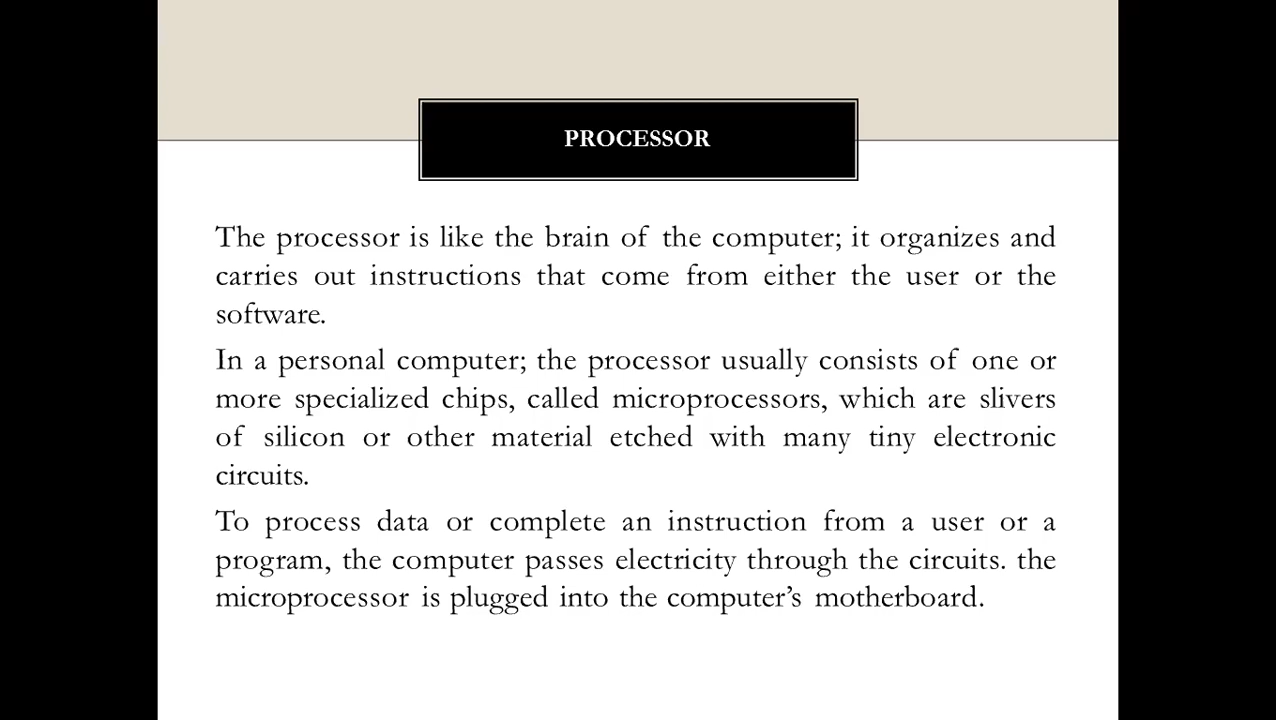 PROCESSOR
The processor is like the brain of the computer; it organizes and
carries out instructions that come from either the user or the
software.
In a personal computer; the processor usually consists of one or
more specialized chips, called microprocessors, which are slivers
of silicon or other material etched with many tiny electronic
circuits.
To process data or complete an instruction from a user or a
program, the computer passes electricity through the circuits. the
microprocessor is plugged into the computer’s motherboard.